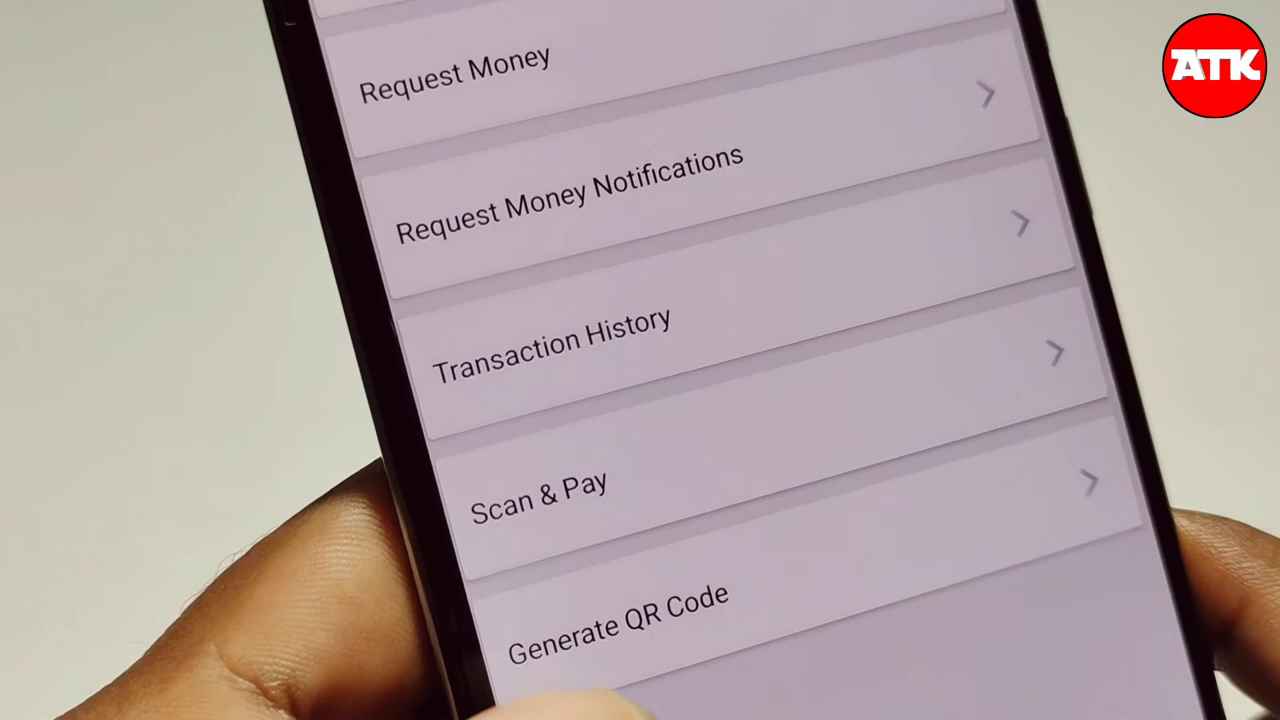 ATK
Request Money
Request Money Notifications
Transaction History
Scan & Pay
Generate QR Code